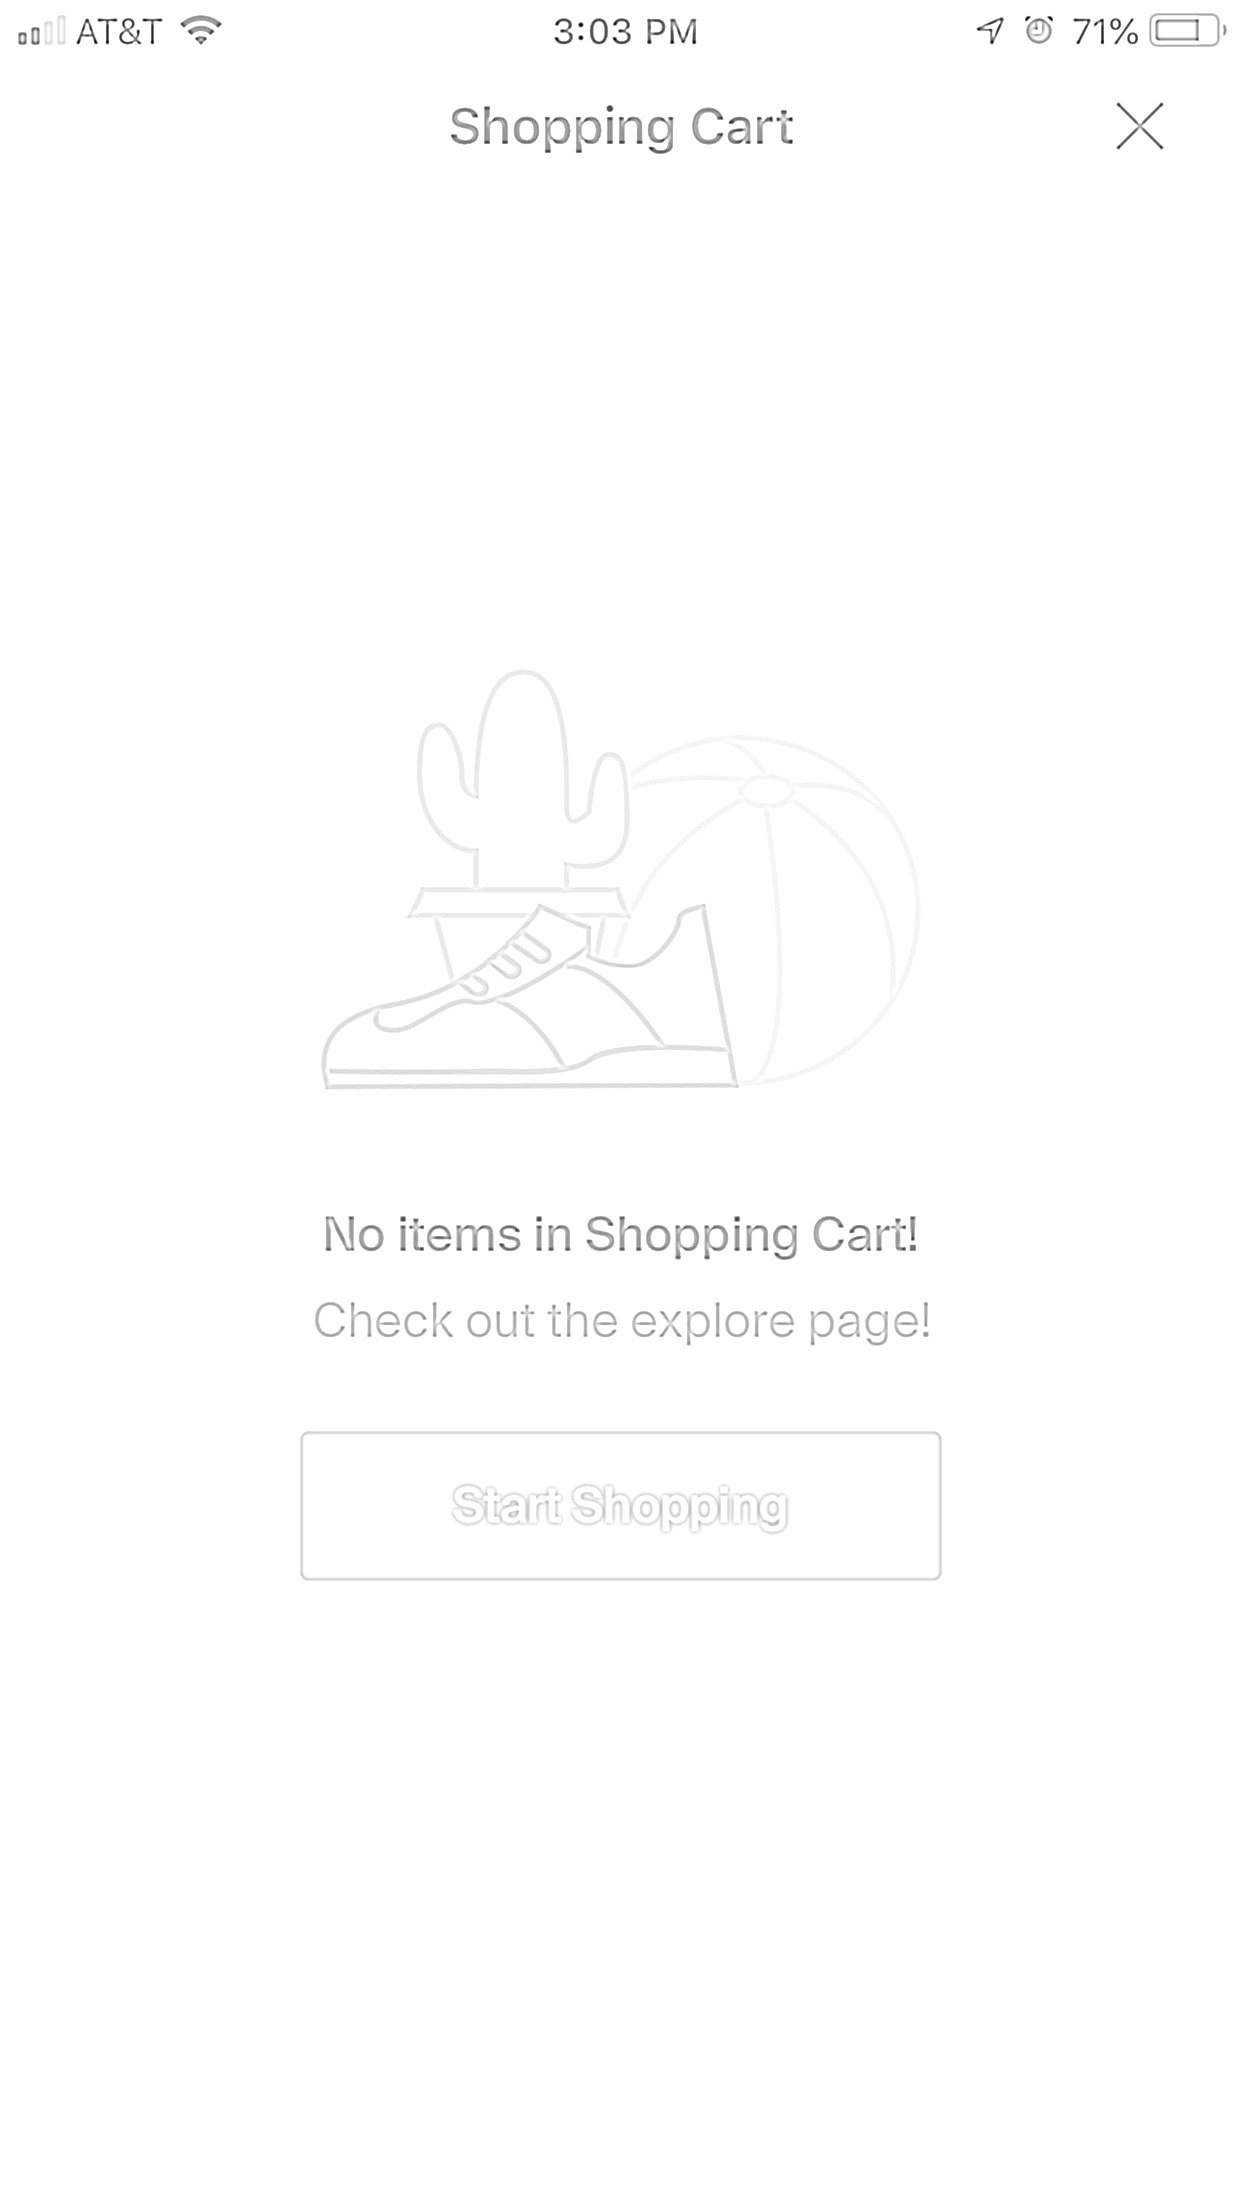 AT&T 3:03 PM 71%
Shopping Cart
No items in Shopping Cart!
Check out the explore page!
Start Shopping